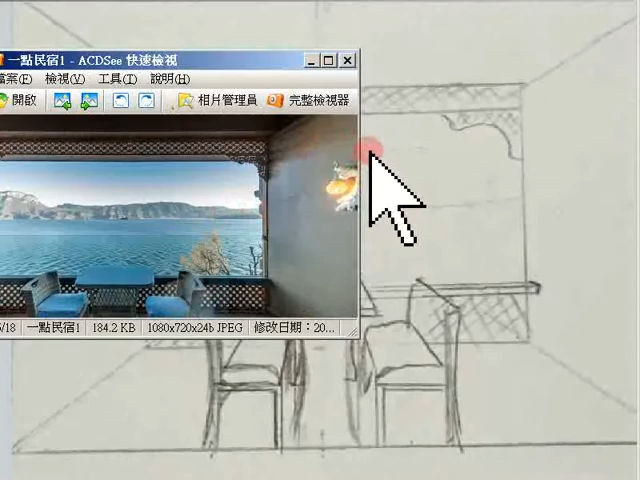 一點民宿1 - ACDSee 快速檢視
檔案(F) 檢視(V) 工具(T) 說明(H)
開啟 相片管理員 完整檢視器
/18 一點民宿1 184.2 KB 1080x720x24b JPEG 修改日期：20...